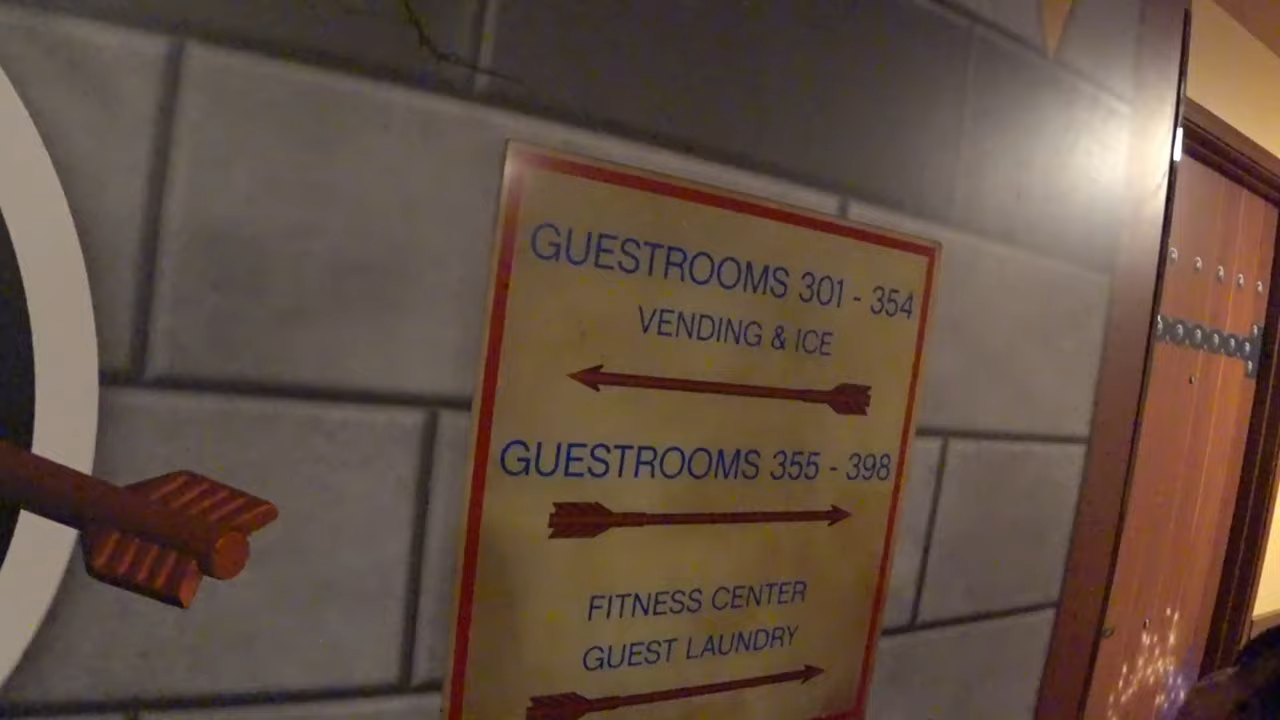 GUESTROOMS 301 - 354
VENDING & ICE
GUESTROOMS 355 - 398
FITNESS CENTER
GUEST LAUNDRY